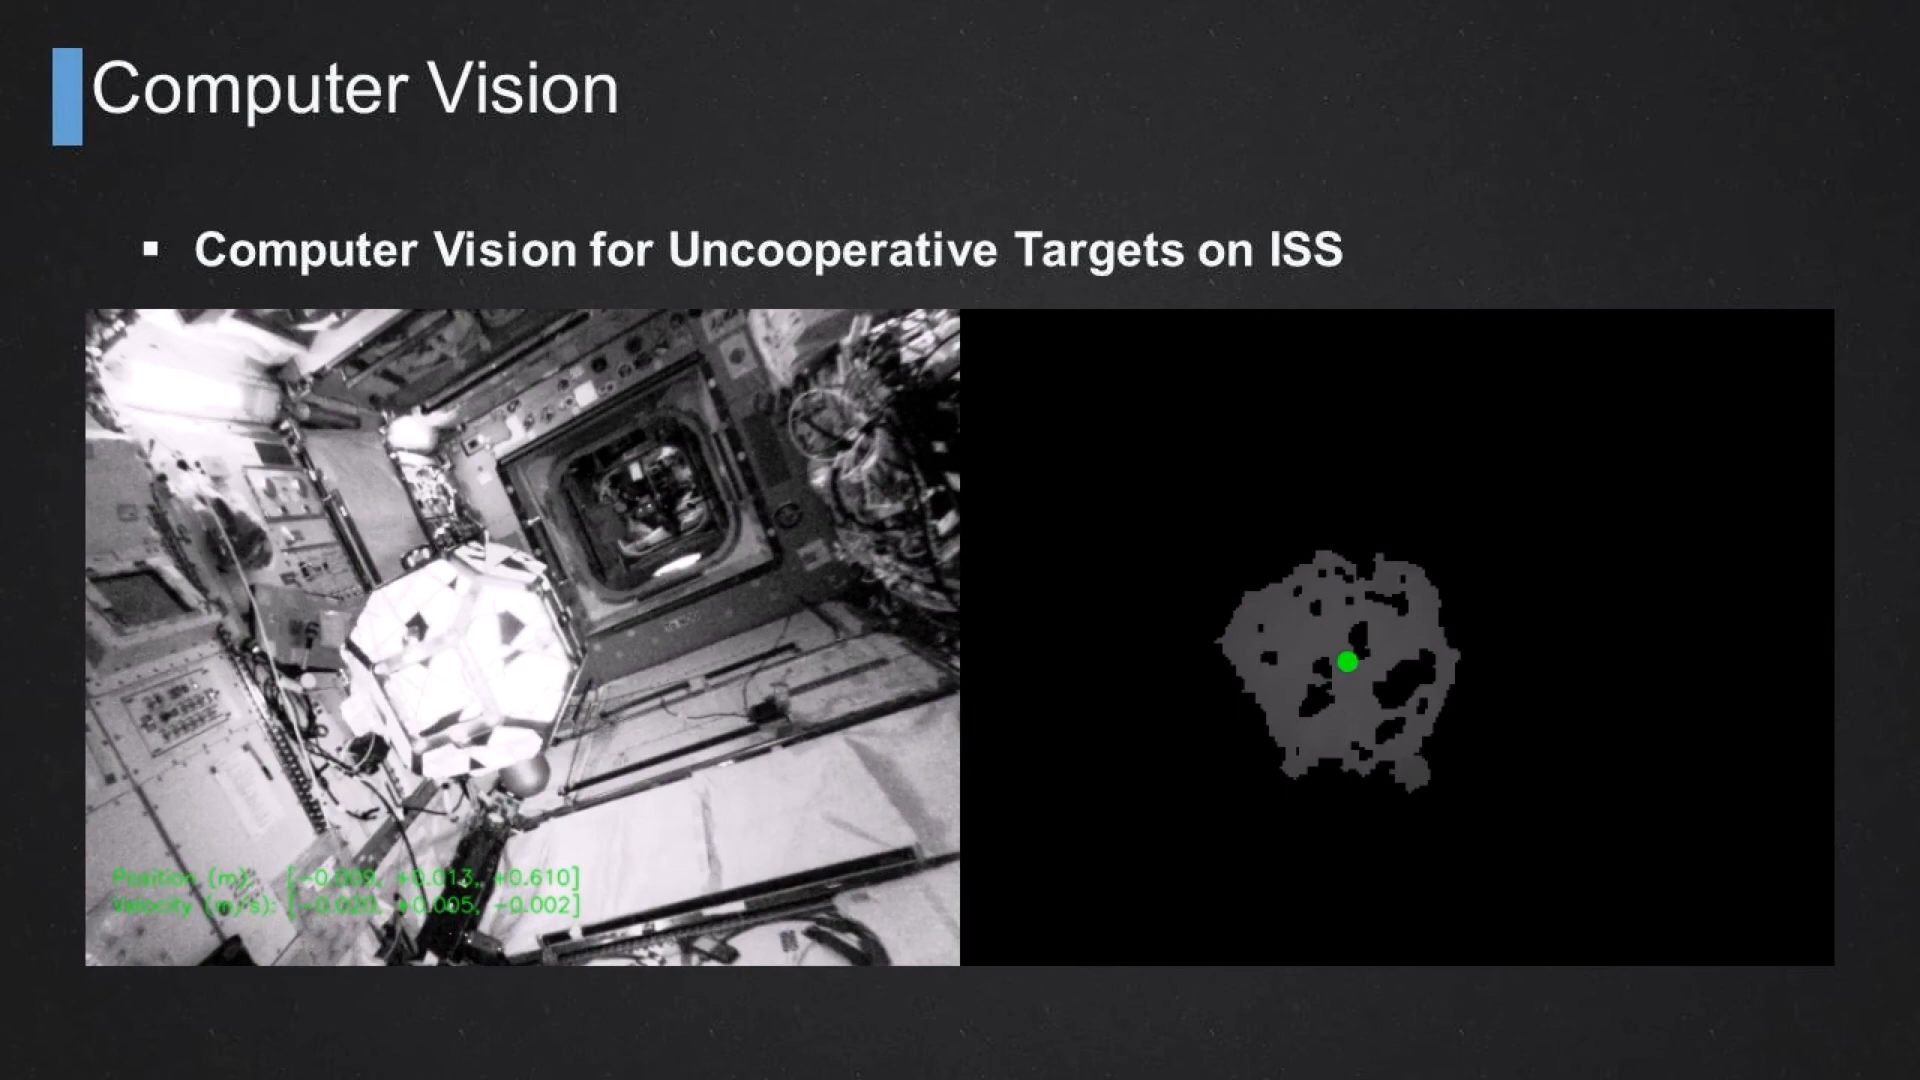 Computer Vision
▪ Computer Vision for Uncooperative Targets on ISS
Position (m): [-0.009, +0.013, +0.610]
Velocity (m/s): [-0.020, +0.005, -0.002]